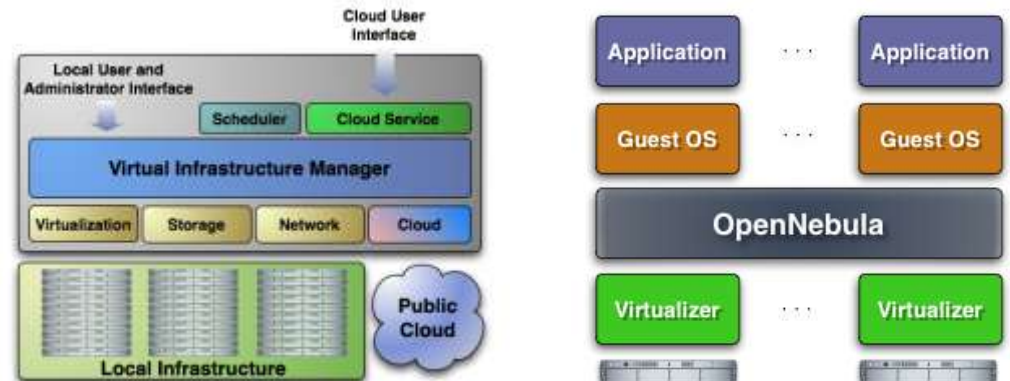 Cloud User
Interface
Local User and
Administrator Interface
Scheduler
Cloud Service
Virtual Infrastructure Manager
Virtualization
Storage
Network
Cloud
Public
Cloud
Local Infrastructure
Application
. . .
Application
Guest OS
. . .
Guest OS
OpenNebula
Virtualizer
. . .
Virtualizer